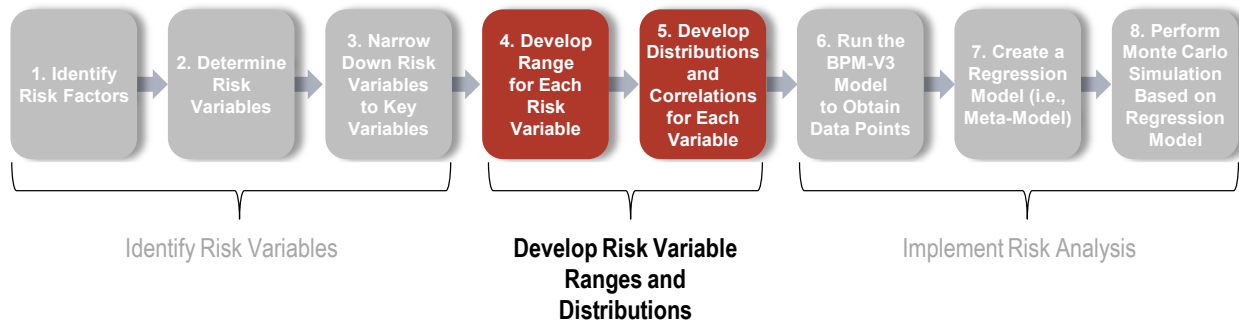 1. Identify
Risk Factors
2. Determine
Risk
Variables
3. Narrow
Down Risk
Variables
to Key
Variables
4. Develop
Range
for Each
Risk
Variable
5. Develop
Distributions
and
Correlations
for Each
Variable
6. Run the
BPM-V3
Model
to Obtain
Data Points
7. Create a
Regression
Model (i.e.,
Meta-Model)
8. Perform
Monte Carlo
Simulation
Based on
Regression
Model
Identify Risk Variables
Develop Risk Variable
Ranges and
Distributions
Implement Risk Analysis